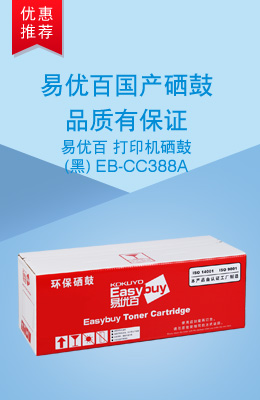 优惠
推荐
易优百国产硒鼓
品质有保证
易优百 打印机硒鼓
(黑) EB-CC388A
环保硒鼓
KOKUYO
Easybuy
易优百
Easybuy Toner Cartridge
ISO 14001 ISO 9001